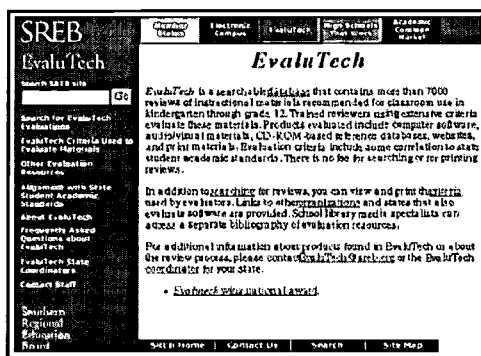 SREB
EvaluTech
Search SREB site
Go
Search for EvaluTech
Evaluations
EvaluTech Criteria Used to
Evaluate Materials
Other Evaluation
Resources
Alignment with State
Student Academic
Standards
About EvaluTech
Frequently Asked
Questions about
EvaluTech
EvaluTech State
Coordinators
Contact Staff
Southern
Regional
Education
Board
Member
States
Electronic
Campus
EvaluTech
High Schools
That Work
Academic
Common
Market
EvaluTech
EvaluTech is a searchable database that contains more than 7000
reviews of instructional materials recommended for classroom use in
kindergarten through grade 12. Trained reviewers using extensive criteria
evaluate these materials. Products evaluated include computer software,
audio/visual materials, CD-ROM-based reference databases, websites,
and print materials. Evaluation criteria include some correlation to state
student academic standards. There is no fee for searching or for printing
reviews.
In addition to searching for reviews, you can view and print the criteria
used by evaluators. Links to other organizations and states that also
evaluate software are provided. School library media specialists can
access a separate bibliography of evaluation resources.
For additional information about products found in EvaluTech or about
the review process, please contact EvaluTech@sreb.org or the EvaluTech
coordinator for your state.
• Evalutech wins national award.
SREB Home | Contact Us | Search | Site Map